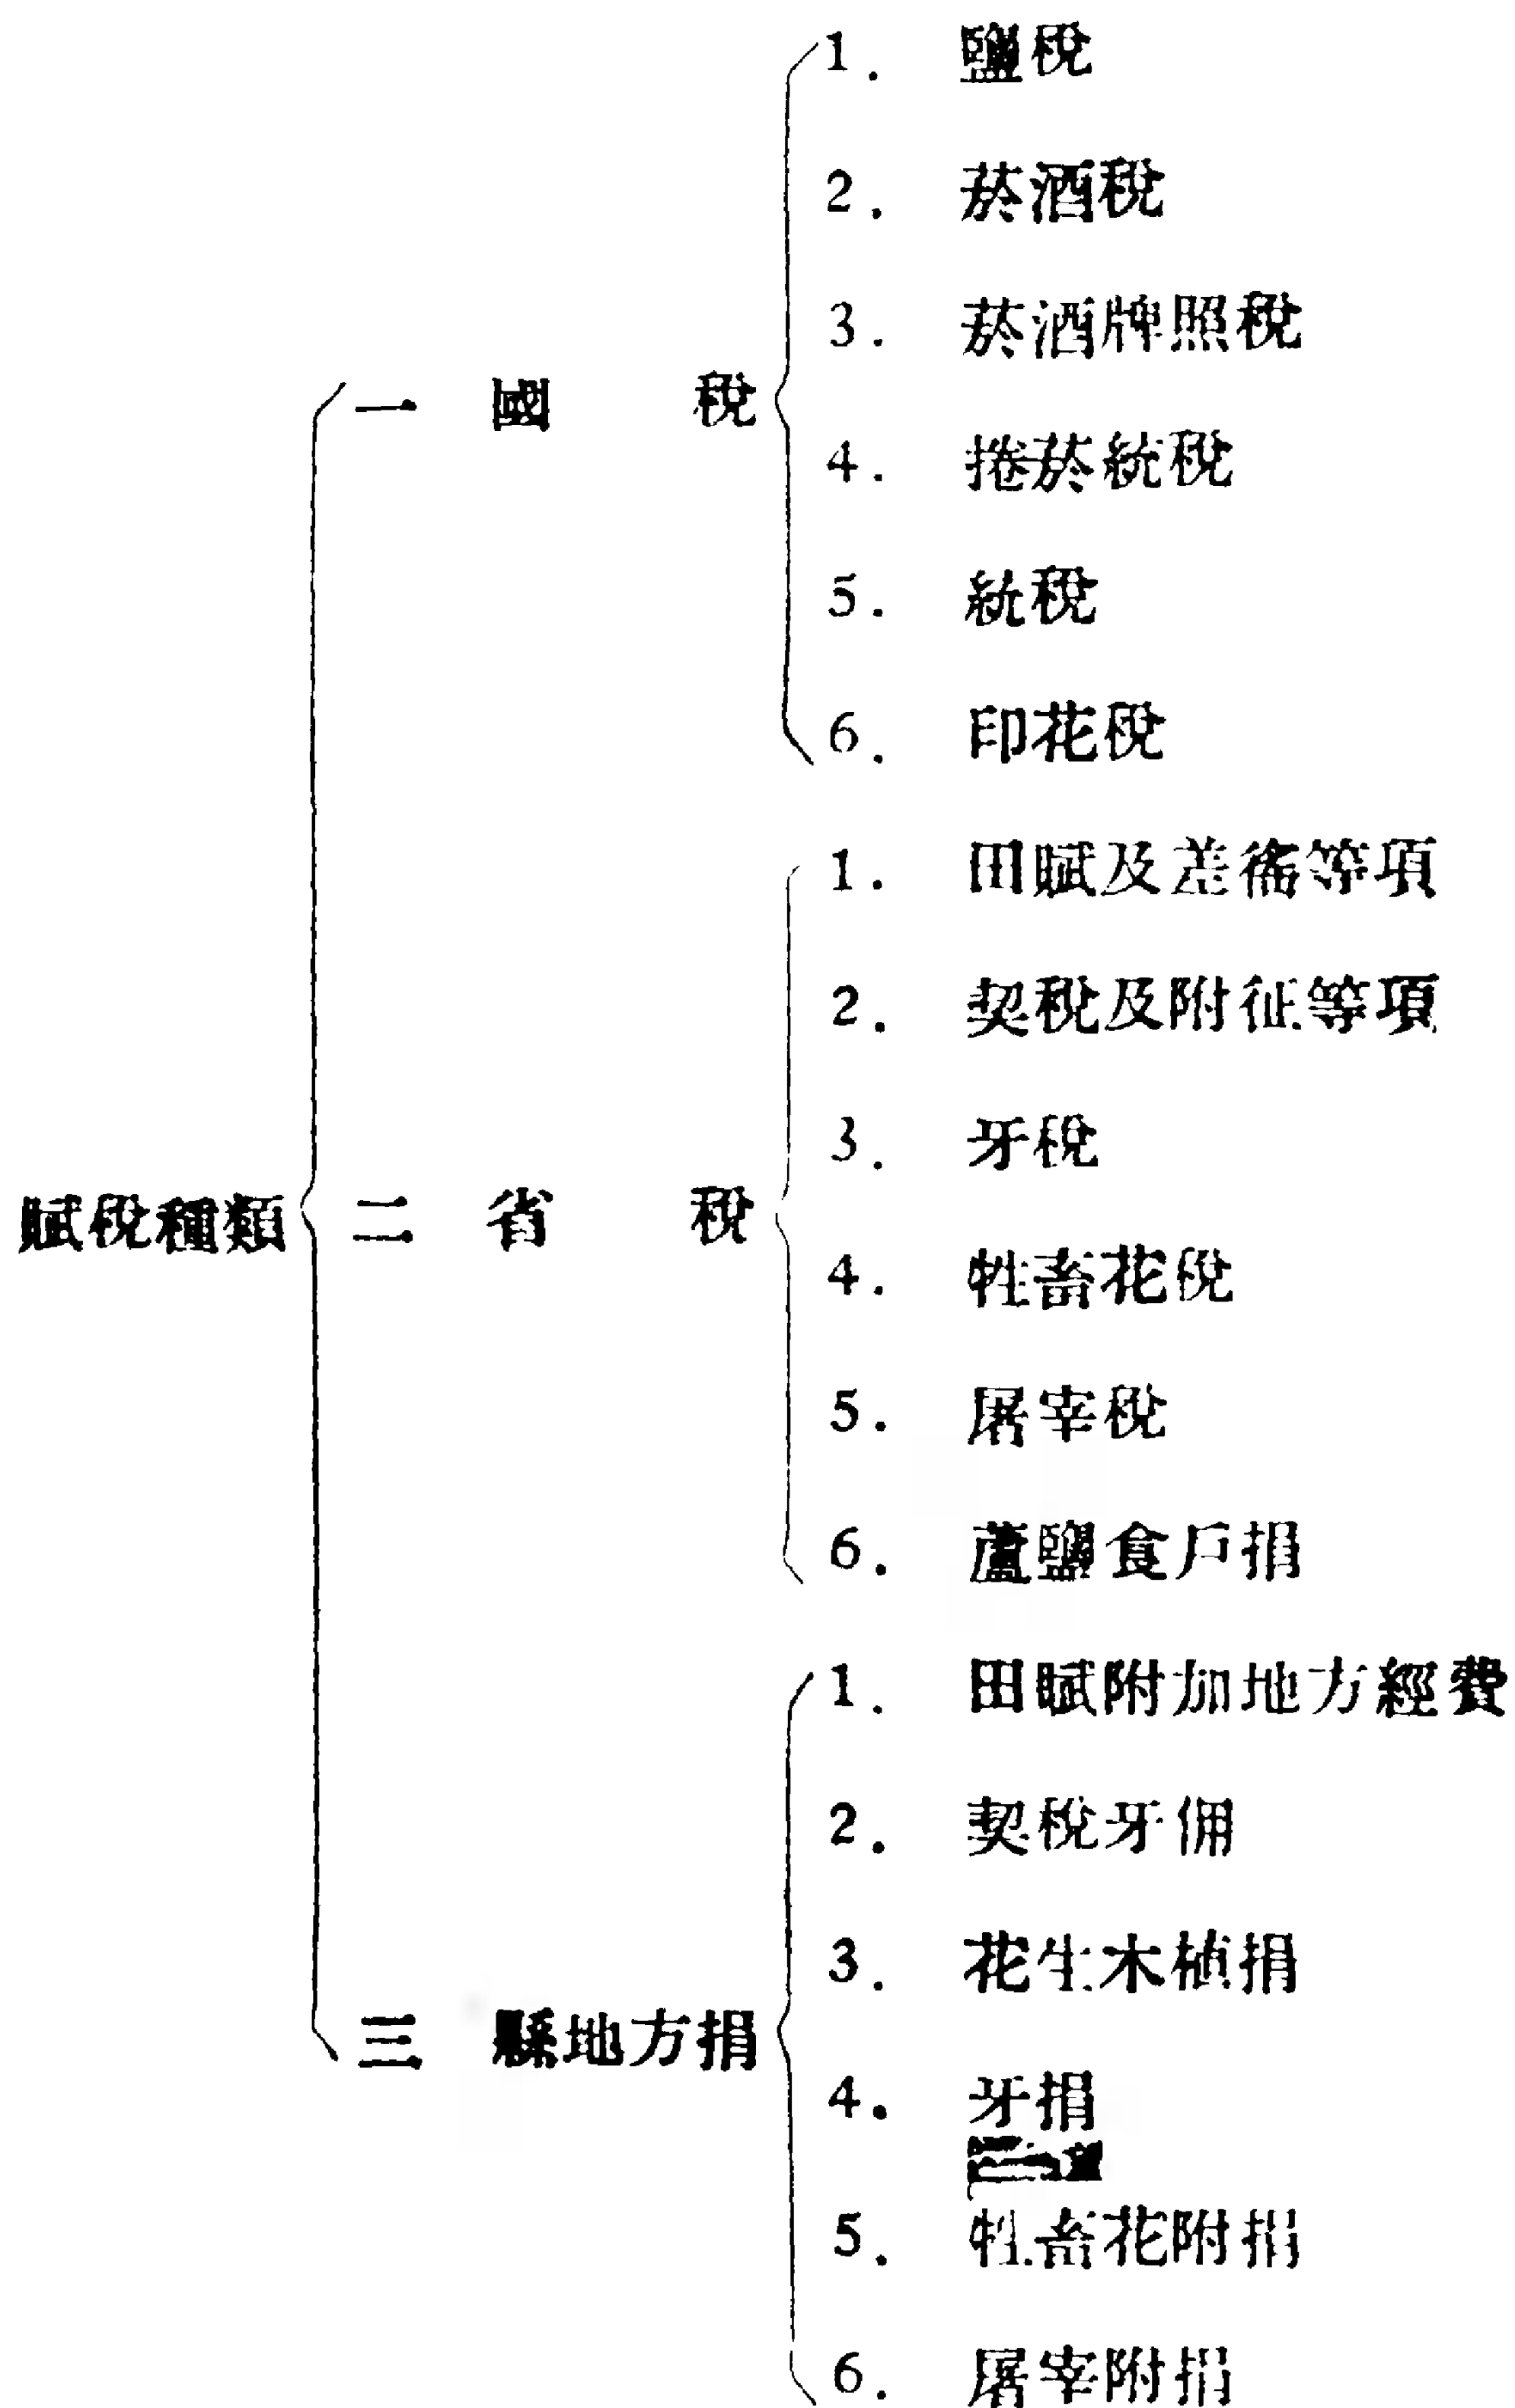 賦稅種類
一 國 稅
1. 鹽稅
2. 菸酒稅
3. 菸酒牌照稅
4. 捲菸統稅
5. 統稅
6. 印花稅
二 省 稅
1. 田賦及差徭等項
2. 契稅及附征等項
3. 牙稅
4. 牲畜花稅
5. 屠宰稅
6. 蘆鹽食戶捐
三 縣地方捐
1. 田賦附加地方經費
2. 契稅牙佣
3. 花生木植捐
4. 牙捐
5. 牲畜花附捐
6. 屠宰附捐